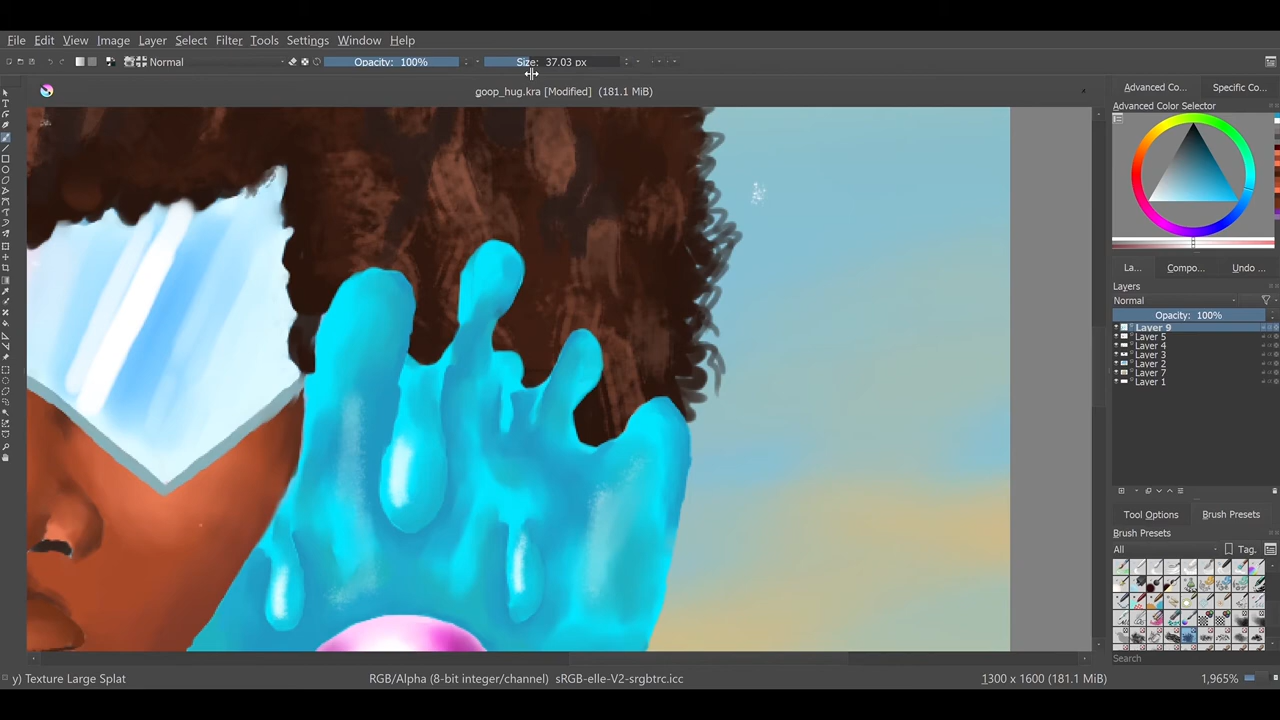 File Edit View Image Layer Select Filter Tools Settings Window Help
Normal Opacity: 100% Size: 37.03 px
goop_hug.kra [Modified] (181.1 MiB)
Advanced Co... Specific Co...
Advanced Color Selector
La... Compo... Undo ...
Layers
Normal
Opacity: 100%
Layer 9
Layer 5
Layer 4
Layer 3
Layer 2
Layer 7
Layer 1
Tool Options Brush Presets
Brush Presets
All Tag.
Search
y) Texture Large Splat RGB/Alpha (8-bit integer/channel) sRGB-elle-V2-srgbtrc.icc 1300 x 1600 (181.1 MiB) 1,965%